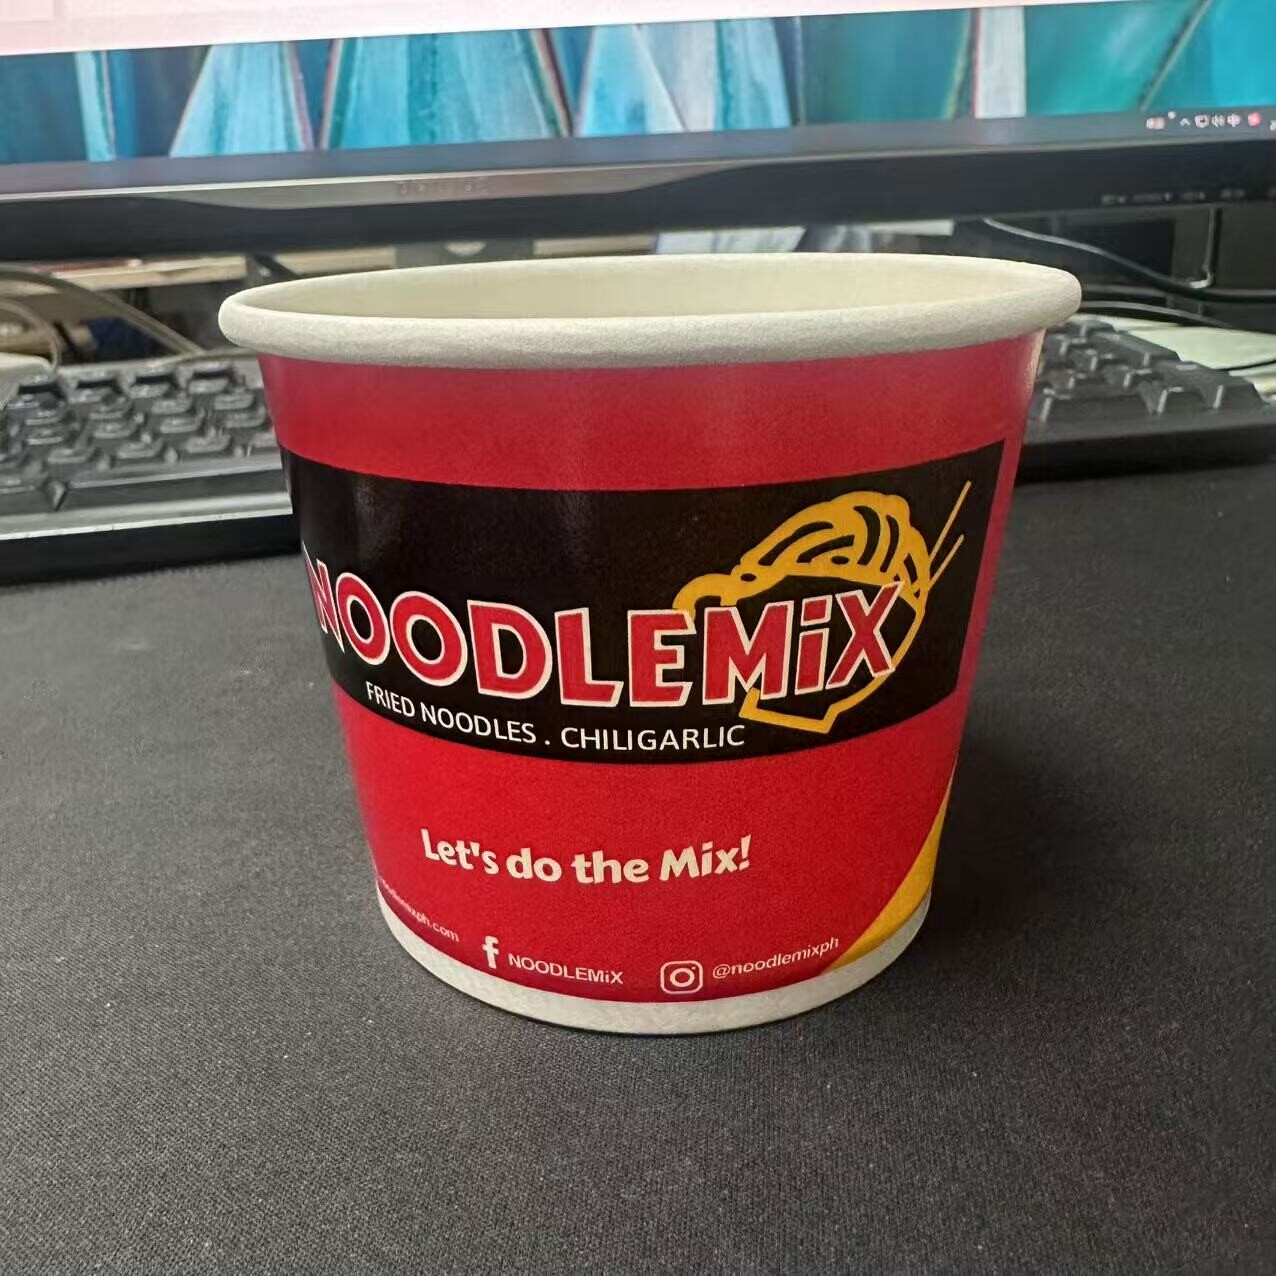 NOODLEMiX
FRIED NOODLES . CHILIGARLIC
Let's do the Mix!
NOODLEMiX
@noodlemixph